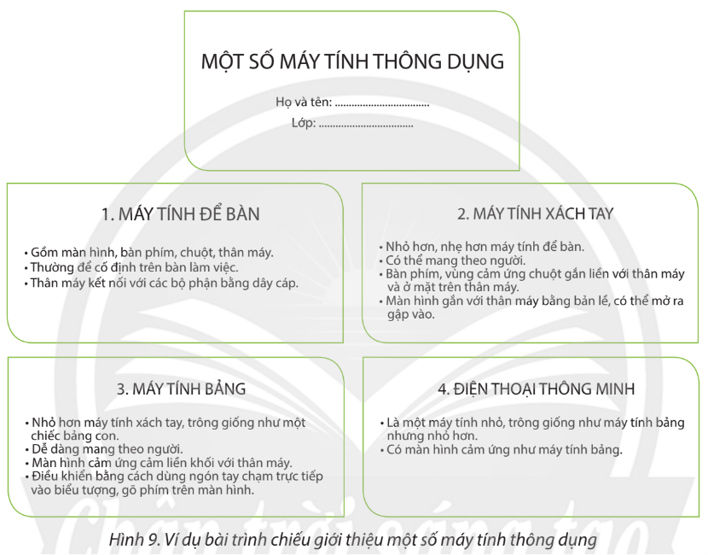 MỘT SỐ MÁY TÍNH THÔNG DỤNG
Họ và tên: ..................................
Lớp: ..................................
1. MÁY TÍNH ĐỂ BÀN
• Gồm màn hình, bàn phím, chuột, thân máy.
• Thường để cố định trên bàn làm việc.
• Thân máy kết nối với các bộ phận bằng dây cáp.
2. MÁY TÍNH XÁCH TAY
• Nhỏ hơn, nhẹ hơn máy tính để bàn.
• Có thể mang theo người.
• Bàn phím, vùng cảm ứng chuột gắn liền với thân máy
và ở mặt trên thân máy.
• Màn hình gắn với thân máy bằng bản lề, có thể mở ra
gập vào.
3. MÁY TÍNH BẢNG
• Nhỏ hơn máy tính xách tay, trông giống như một
chiếc bảng con.
• Dễ dàng mang theo người.
• Màn hình cảm ứng cảm liền khối với thân máy.
• Điều khiển bằng cách dùng ngón tay chạm trực tiếp
vào biểu tượng, gõ phím trên màn hình.
4. ĐIỆN THOẠI THÔNG MINH
• Là một máy tính nhỏ, trông giống như máy tính bảng
nhưng nhỏ hơn.
• Có màn hình cảm ứng như máy tính bảng.
Chân trời sáng tạo
Hình 9. Ví dụ bài trình chiếu giới thiệu một số máy tính thông dụng